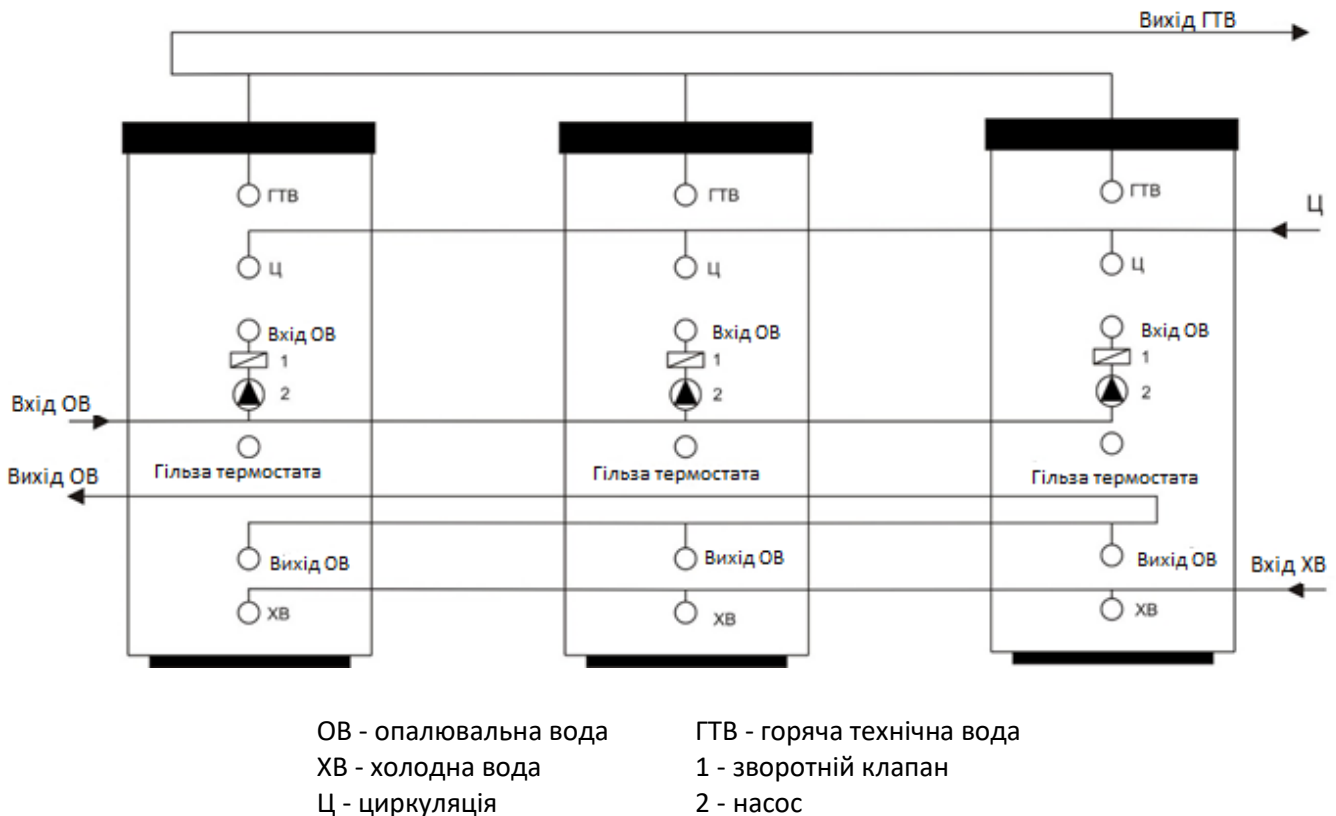 Вихід ГТВ
ГТВ ГТВ ГТВ
Ц
Ц Ц Ц
Вхід ОВ Вхід ОВ Вхід ОВ
1 1 1
2 2 2
Вхід ОВ
Гільза термостата Гільза термостата Гільза термостата
Вихід ОВ
Вихід ОВ Вихід ОВ Вихід ОВ
Вхід ХВ
ХВ ХВ ХВ
ОВ - опалювальна вода ГТВ - горяча технічна вода
ХВ - холодна вода 1 - зворотній клапан
Ц - циркуляція 2 - насос